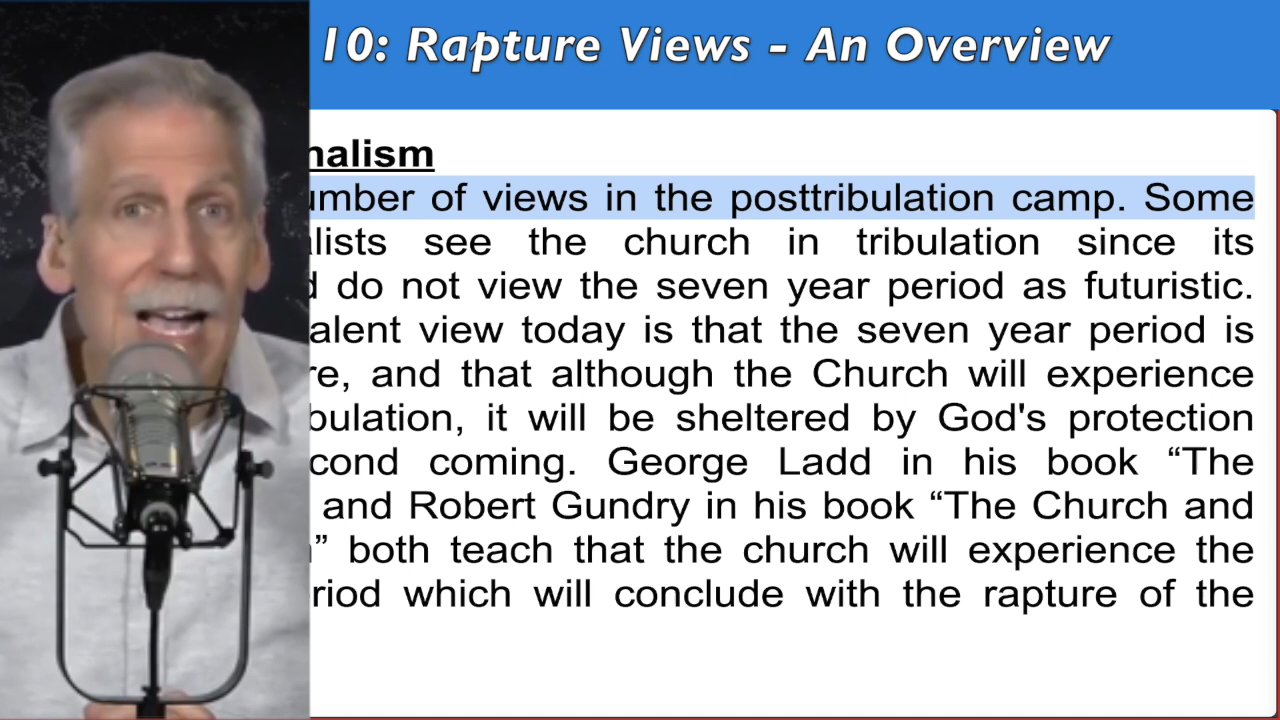 10: Rapture Views - An Overview
nalism
umber of views in the posttribulation camp. Some
alists see the church in tribulation since its
do not view the seven year period as futuristic.
alent view today is that the seven year period is
re, and that although the Church will experience
bulation, it will be sheltered by God's protection
cond coming. George Ladd in his book “The
and Robert Gundry in his book “The Church and
” both teach that the church will experience the
riod which will conclude with the rapture of the